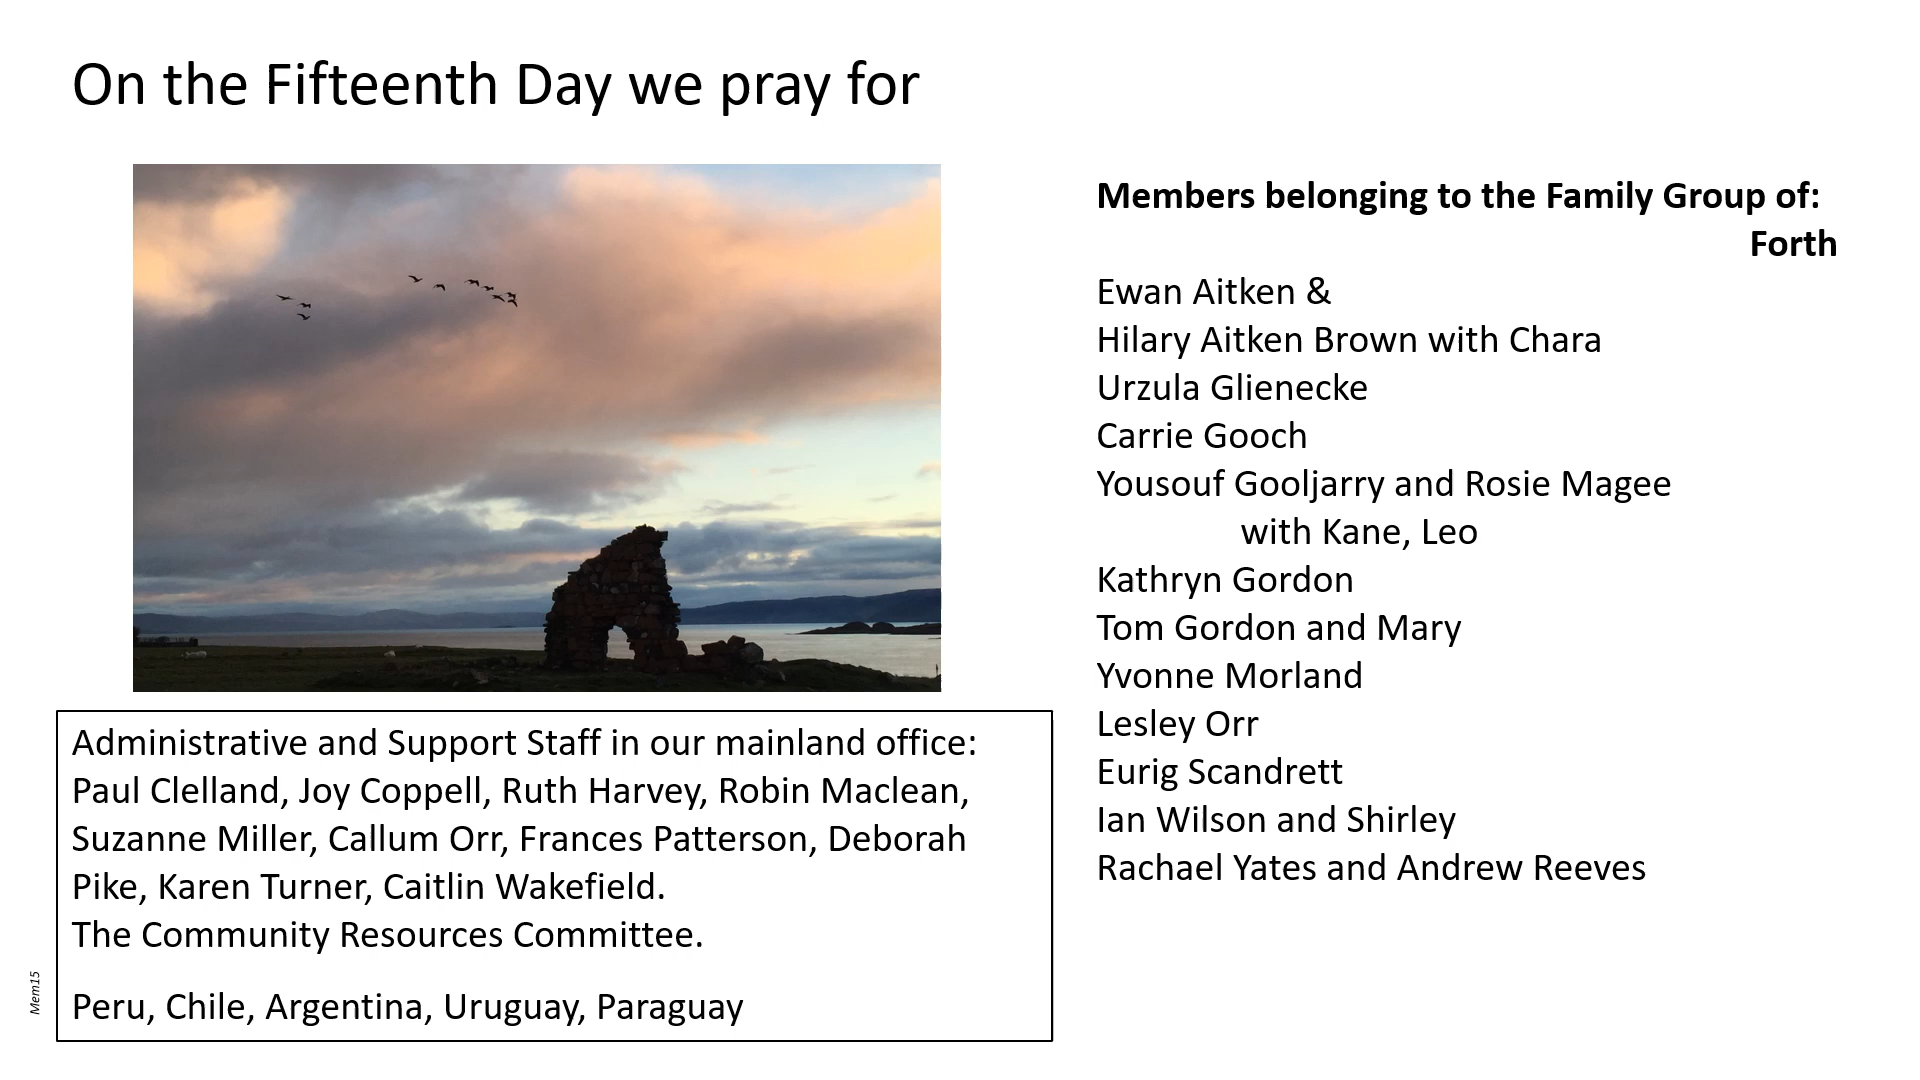 On the Fifteenth Day we pray for
Members belonging to the Family Group of:
Forth
Ewan Aitken &
Hilary Aitken Brown with Chara
Urzula Glienecke
Carrie Gooch
Yousouf Gooljarry and Rosie Magee
with Kane, Leo
Kathryn Gordon
Tom Gordon and Mary
Yvonne Morland
Lesley Orr
Eurig Scandrett
Ian Wilson and Shirley
Rachael Yates and Andrew Reeves
Administrative and Support Staff in our mainland office:
Paul Clelland, Joy Coppell, Ruth Harvey, Robin Maclean,
Suzanne Miller, Callum Orr, Frances Patterson, Deborah
Pike, Karen Turner, Caitlin Wakefield.
The Community Resources Committee.
Peru, Chile, Argentina, Uruguay, Paraguay
Mem15